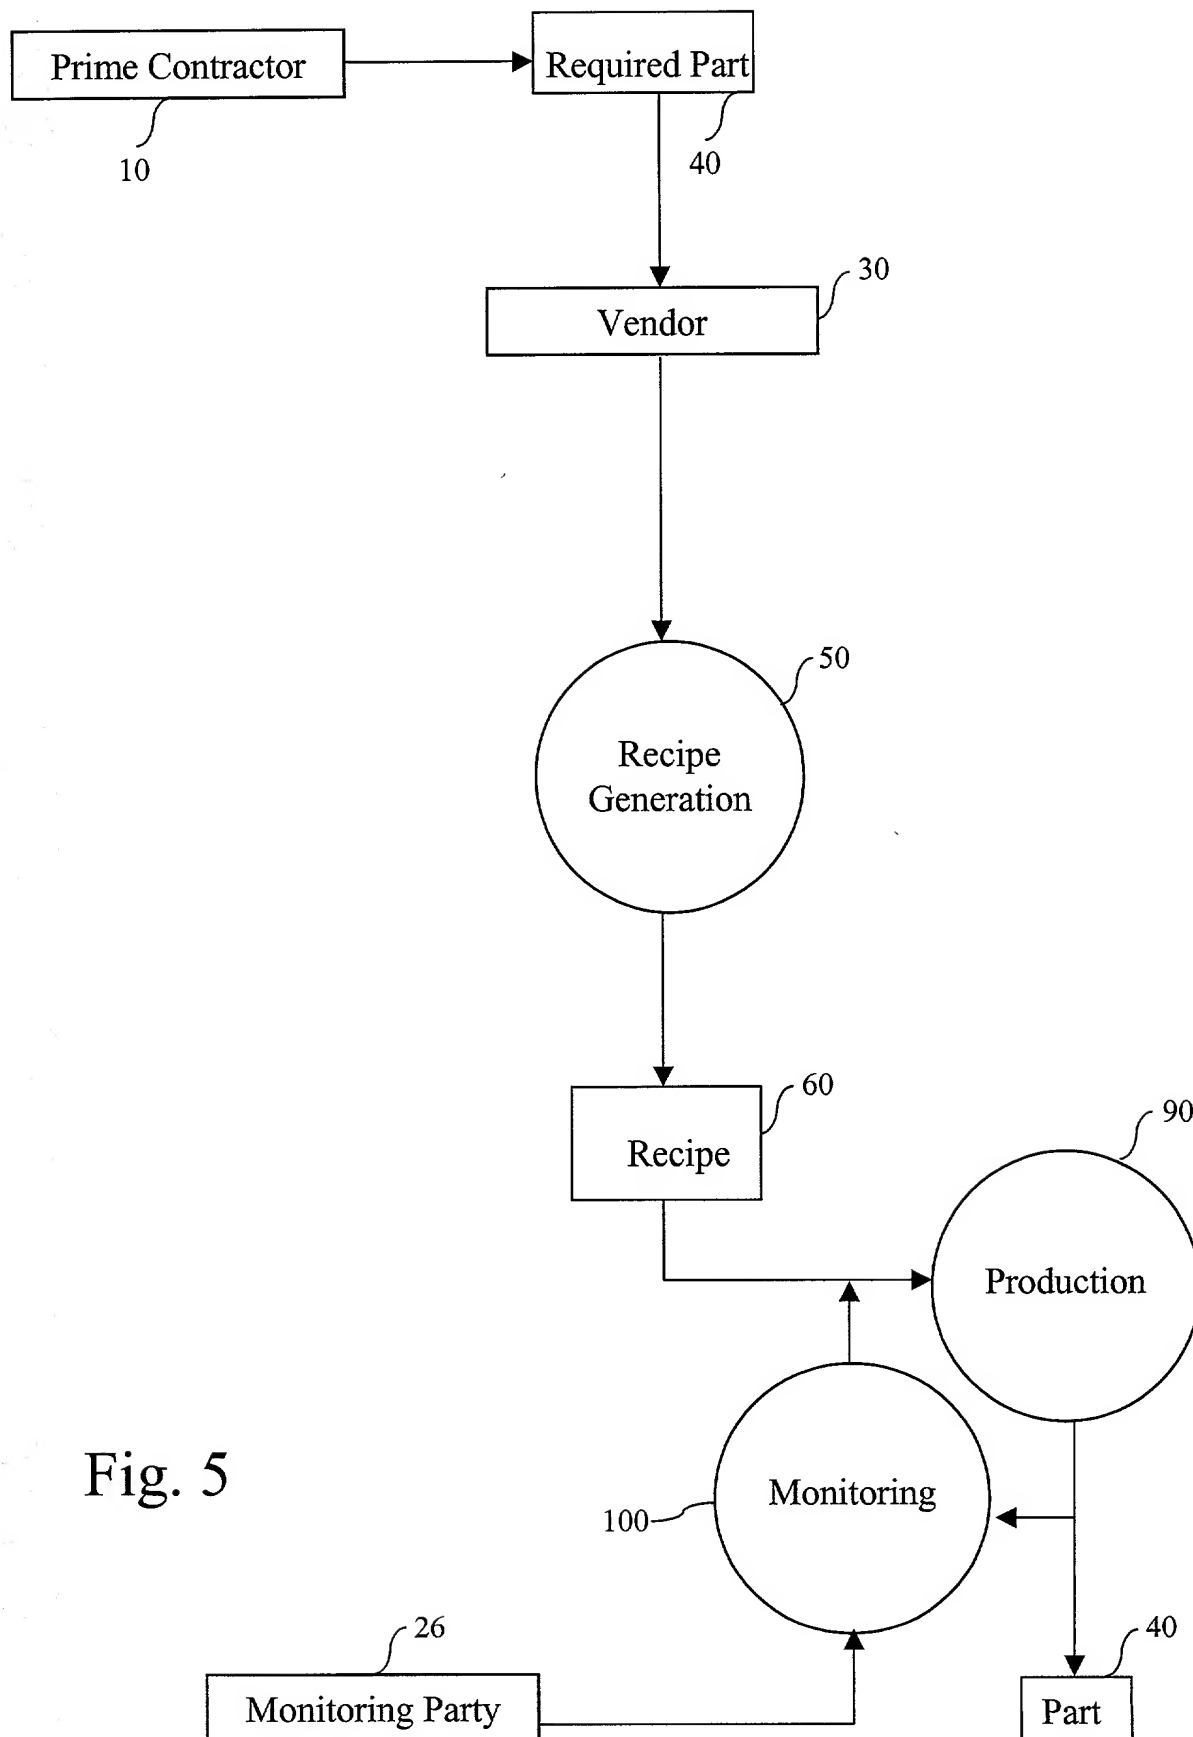 Prime Contractor
Required Part
10
40
30
Vendor
50
Recipe
Generation
60
Recipe
90
Production
Fig. 5
Monitoring
100
26
Monitoring Party
40
Part